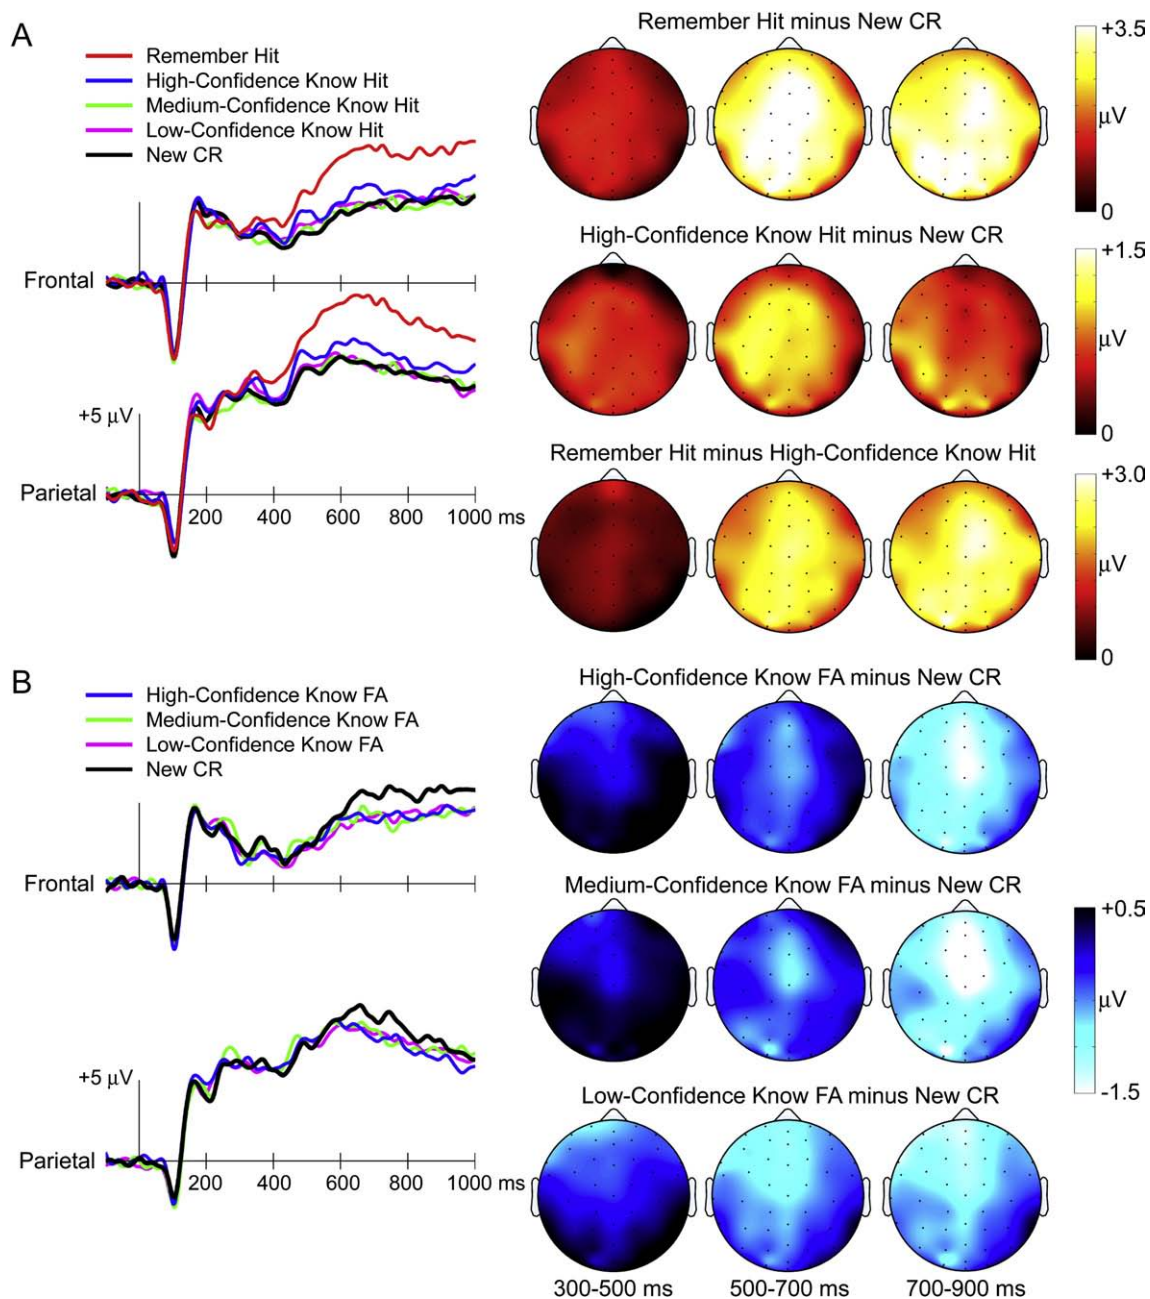 A
Remember Hit
High-Confidence Know Hit
Medium-Confidence Know Hit
Low-Confidence Know Hit
New CR
Frontal
+5 μV
Parietal
200 400 600 800 1000 ms
Remember Hit minus New CR
+3.5
μV
0
High-Confidence Know Hit minus New CR
+1.5
μV
0
Remember Hit minus High-Confidence Know Hit
+3.0
μV
0
B
High-Confidence Know FA
Medium-Confidence Know FA
Low-Confidence Know FA
New CR
Frontal
+5 μV
Parietal
200 400 600 800 1000 ms
High-Confidence Know FA minus New CR
Medium-Confidence Know FA minus New CR
+0.5
μV
-1.5
Low-Confidence Know FA minus New CR
300-500 ms 500-700 ms 700-900 ms